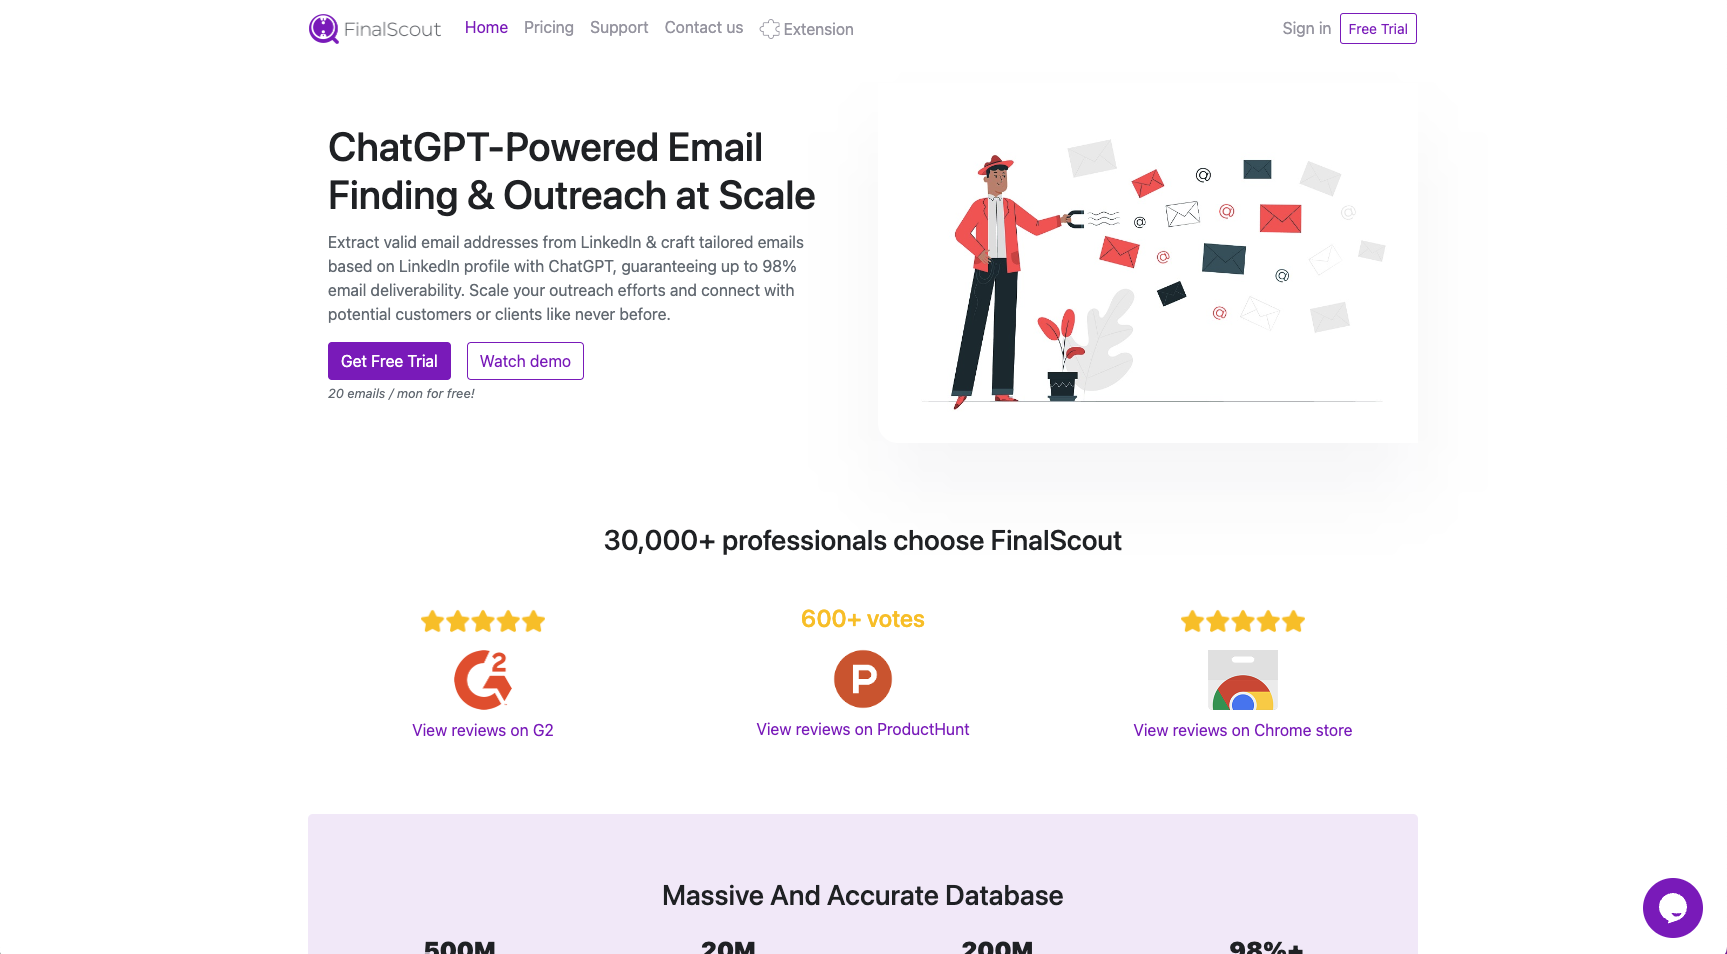 FinalScout
Home
Pricing
Support
Contact us
Extension
Sign in
Free Trial
ChatGPT-Powered Email
Finding & Outreach at Scale
Extract valid email addresses from LinkedIn & craft tailored emails
based on LinkedIn profile with ChatGPT, guaranteeing up to 98%
email deliverability. Scale your outreach efforts and connect with
potential customers or clients like never before.
Get Free Trial
Watch demo
20 emails / mon for free!
30,000+ professionals choose FinalScout
600+ votes
View reviews on G2
View reviews on ProductHunt
View reviews on Chrome store
Massive And Accurate Database
500M
20M
200M
98%+